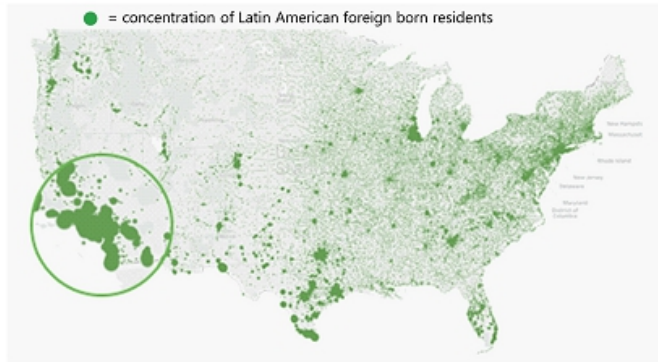 = concentration of Latin American foreign born residents
New Hampshire
Massachusetts
Rhode Island
New Jersey
Delaware
Maryland
District of
Columbia